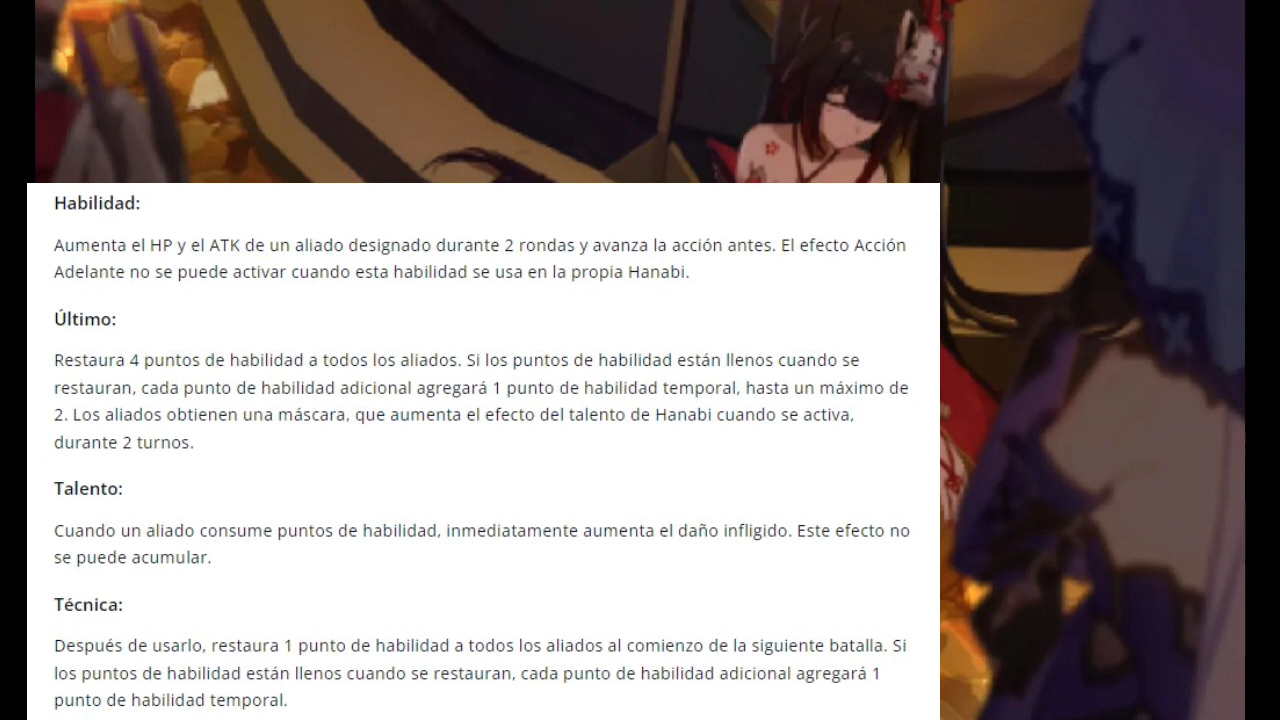 Habilidad:
Aumenta el HP y el ATK de un aliado designado durante 2 rondas y avanza la acción antes. El efecto Acción
Adelante no se puede activar cuando esta habilidad se usa en la propia Hanabi.
Último:
Restaura 4 puntos de habilidad a todos los aliados. Si los puntos de habilidad están llenos cuando se
restauran, cada punto de habilidad adicional agregará 1 punto de habilidad temporal, hasta un máximo de
2. Los aliados obtienen una máscara, que aumenta el efecto del talento de Hanabi cuando se activa,
durante 2 turnos.
Talento:
Cuando un aliado consume puntos de habilidad, inmediatamente aumenta el daño infligido. Este efecto no
se puede acumular.
Técnica:
Después de usarlo, restaura 1 punto de habilidad a todos los aliados al comienzo de la siguiente batalla. Si
los puntos de habilidad están llenos cuando se restauran, cada punto de habilidad adicional agregará 1
punto de habilidad temporal.